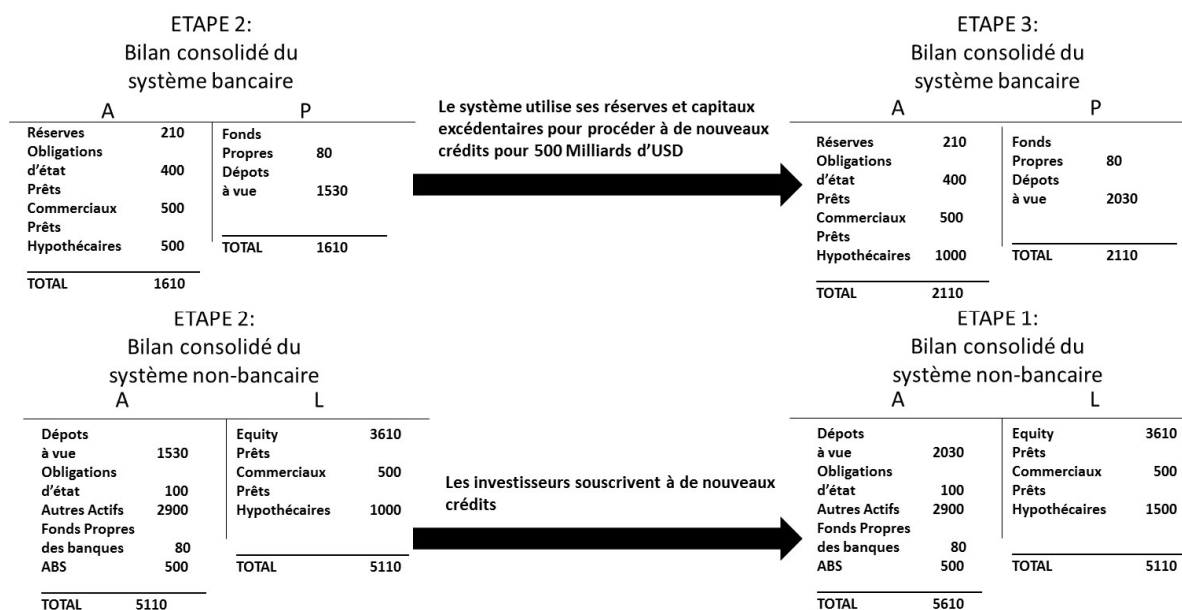 ETAPE 2:
Bilan consolidé du
système bancaire
A P
Réserves 210
Obligations
d'état 400
Prêts
Commerciaux 500
Prêts
Hypothécaires 500
TOTAL 1610
Fonds
Propres 80
Dépots
à vue 1530
TOTAL 1610
Le système utilise ses réserves et capitaux
excédentaires pour procéder à de nouveaux
crédits pour 500 Milliards d'USD
ETAPE 3:
Bilan consolidé du
système bancaire
A P
Réserves 210
Obligations
d'état 400
Prêts
Commerciaux 500
Prêts
Hypothécaires 1000
TOTAL 2110
Fonds
Propres 80
Dépots
à vue 2030
TOTAL 2110
ETAPE 2:
Bilan consolidé du
système non-bancaire
A L
Dépots
à vue 1530
Obligations
d'état 100
Autres Actifs 2900
Fonds Propres
des banques 80
ABS 500
TOTAL 5110
Equity 3610
Prêts
Commerciaux 500
Prêts
Hypothécaires 1000
TOTAL 5110
Les investisseurs souscrivent à de nouveaux
crédits
ETAPE 1:
Bilan consolidé du
système non-bancaire
A L
Dépots
à vue 2030
Obligations
d'état 100
Autres Actifs 2900
Fonds Propres
des banques 80
ABS 500
TOTAL 5610
Equity 3610
Prêts
Commerciaux 500
Prêts
Hypothécaires 1500
TOTAL 5110